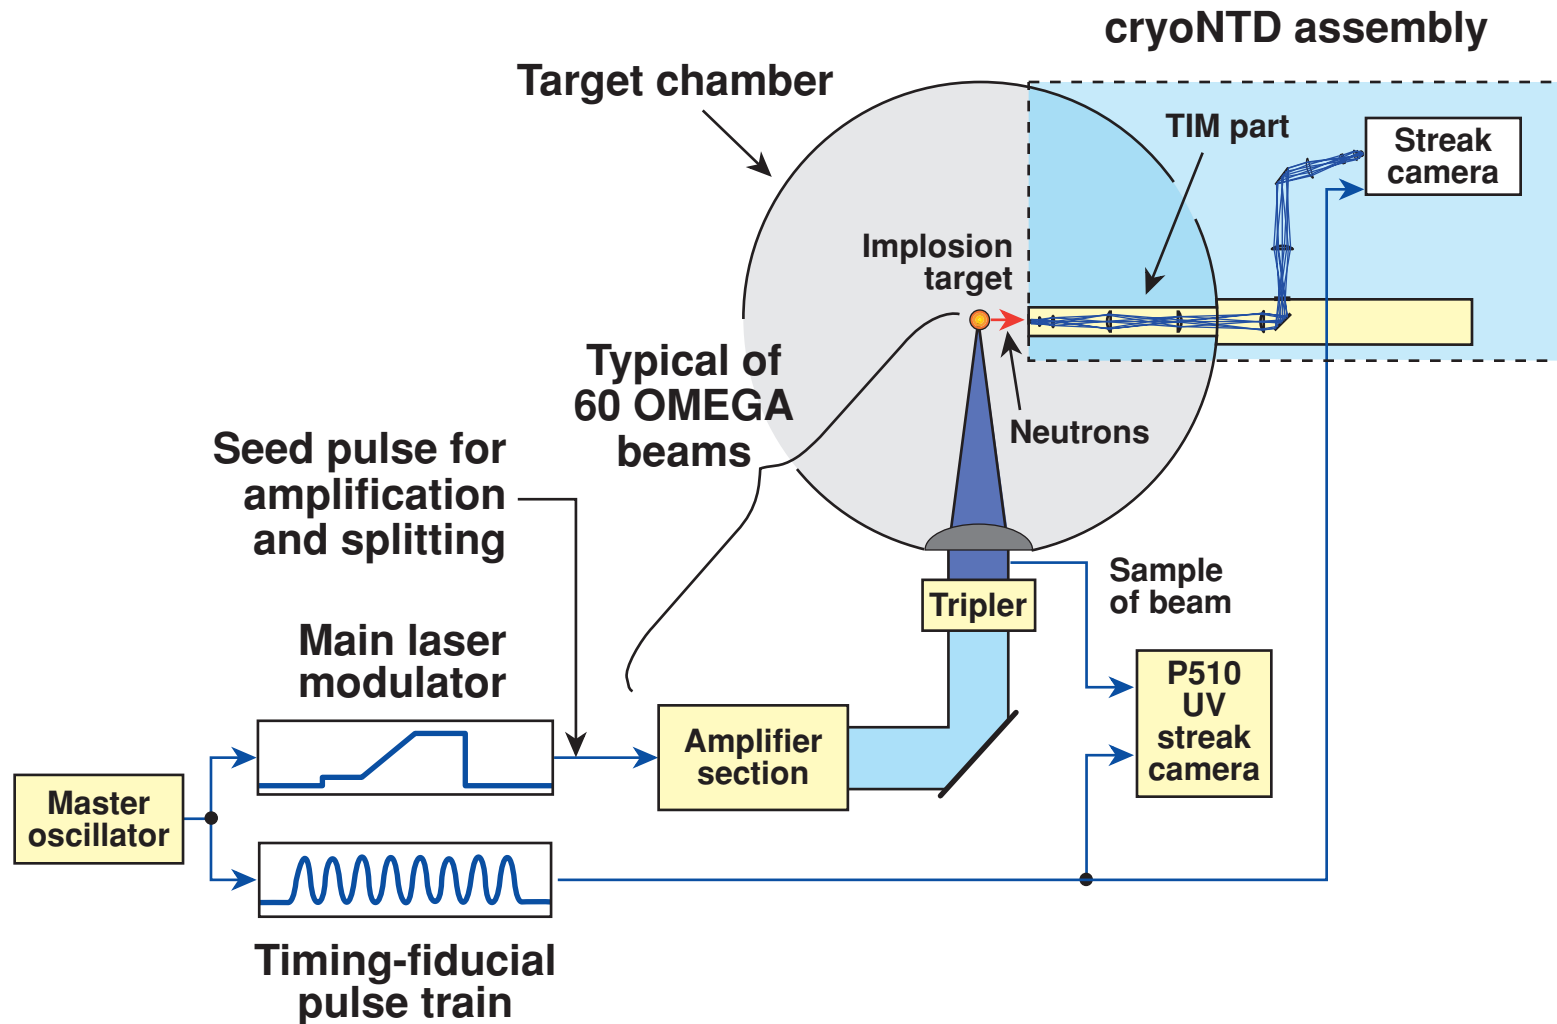 cryoNTD assembly
Target chamber
TIM part
Streak
camera
Implosion
target
Typical of
60 OMEGA
beams
Neutrons
Seed pulse for
amplification
and splitting
Sample
of beam
Tripler
Main laser
modulator
P510
UV
streak
camera
Amplifier
section
Master
oscillator
Timing-fiducial
pulse train